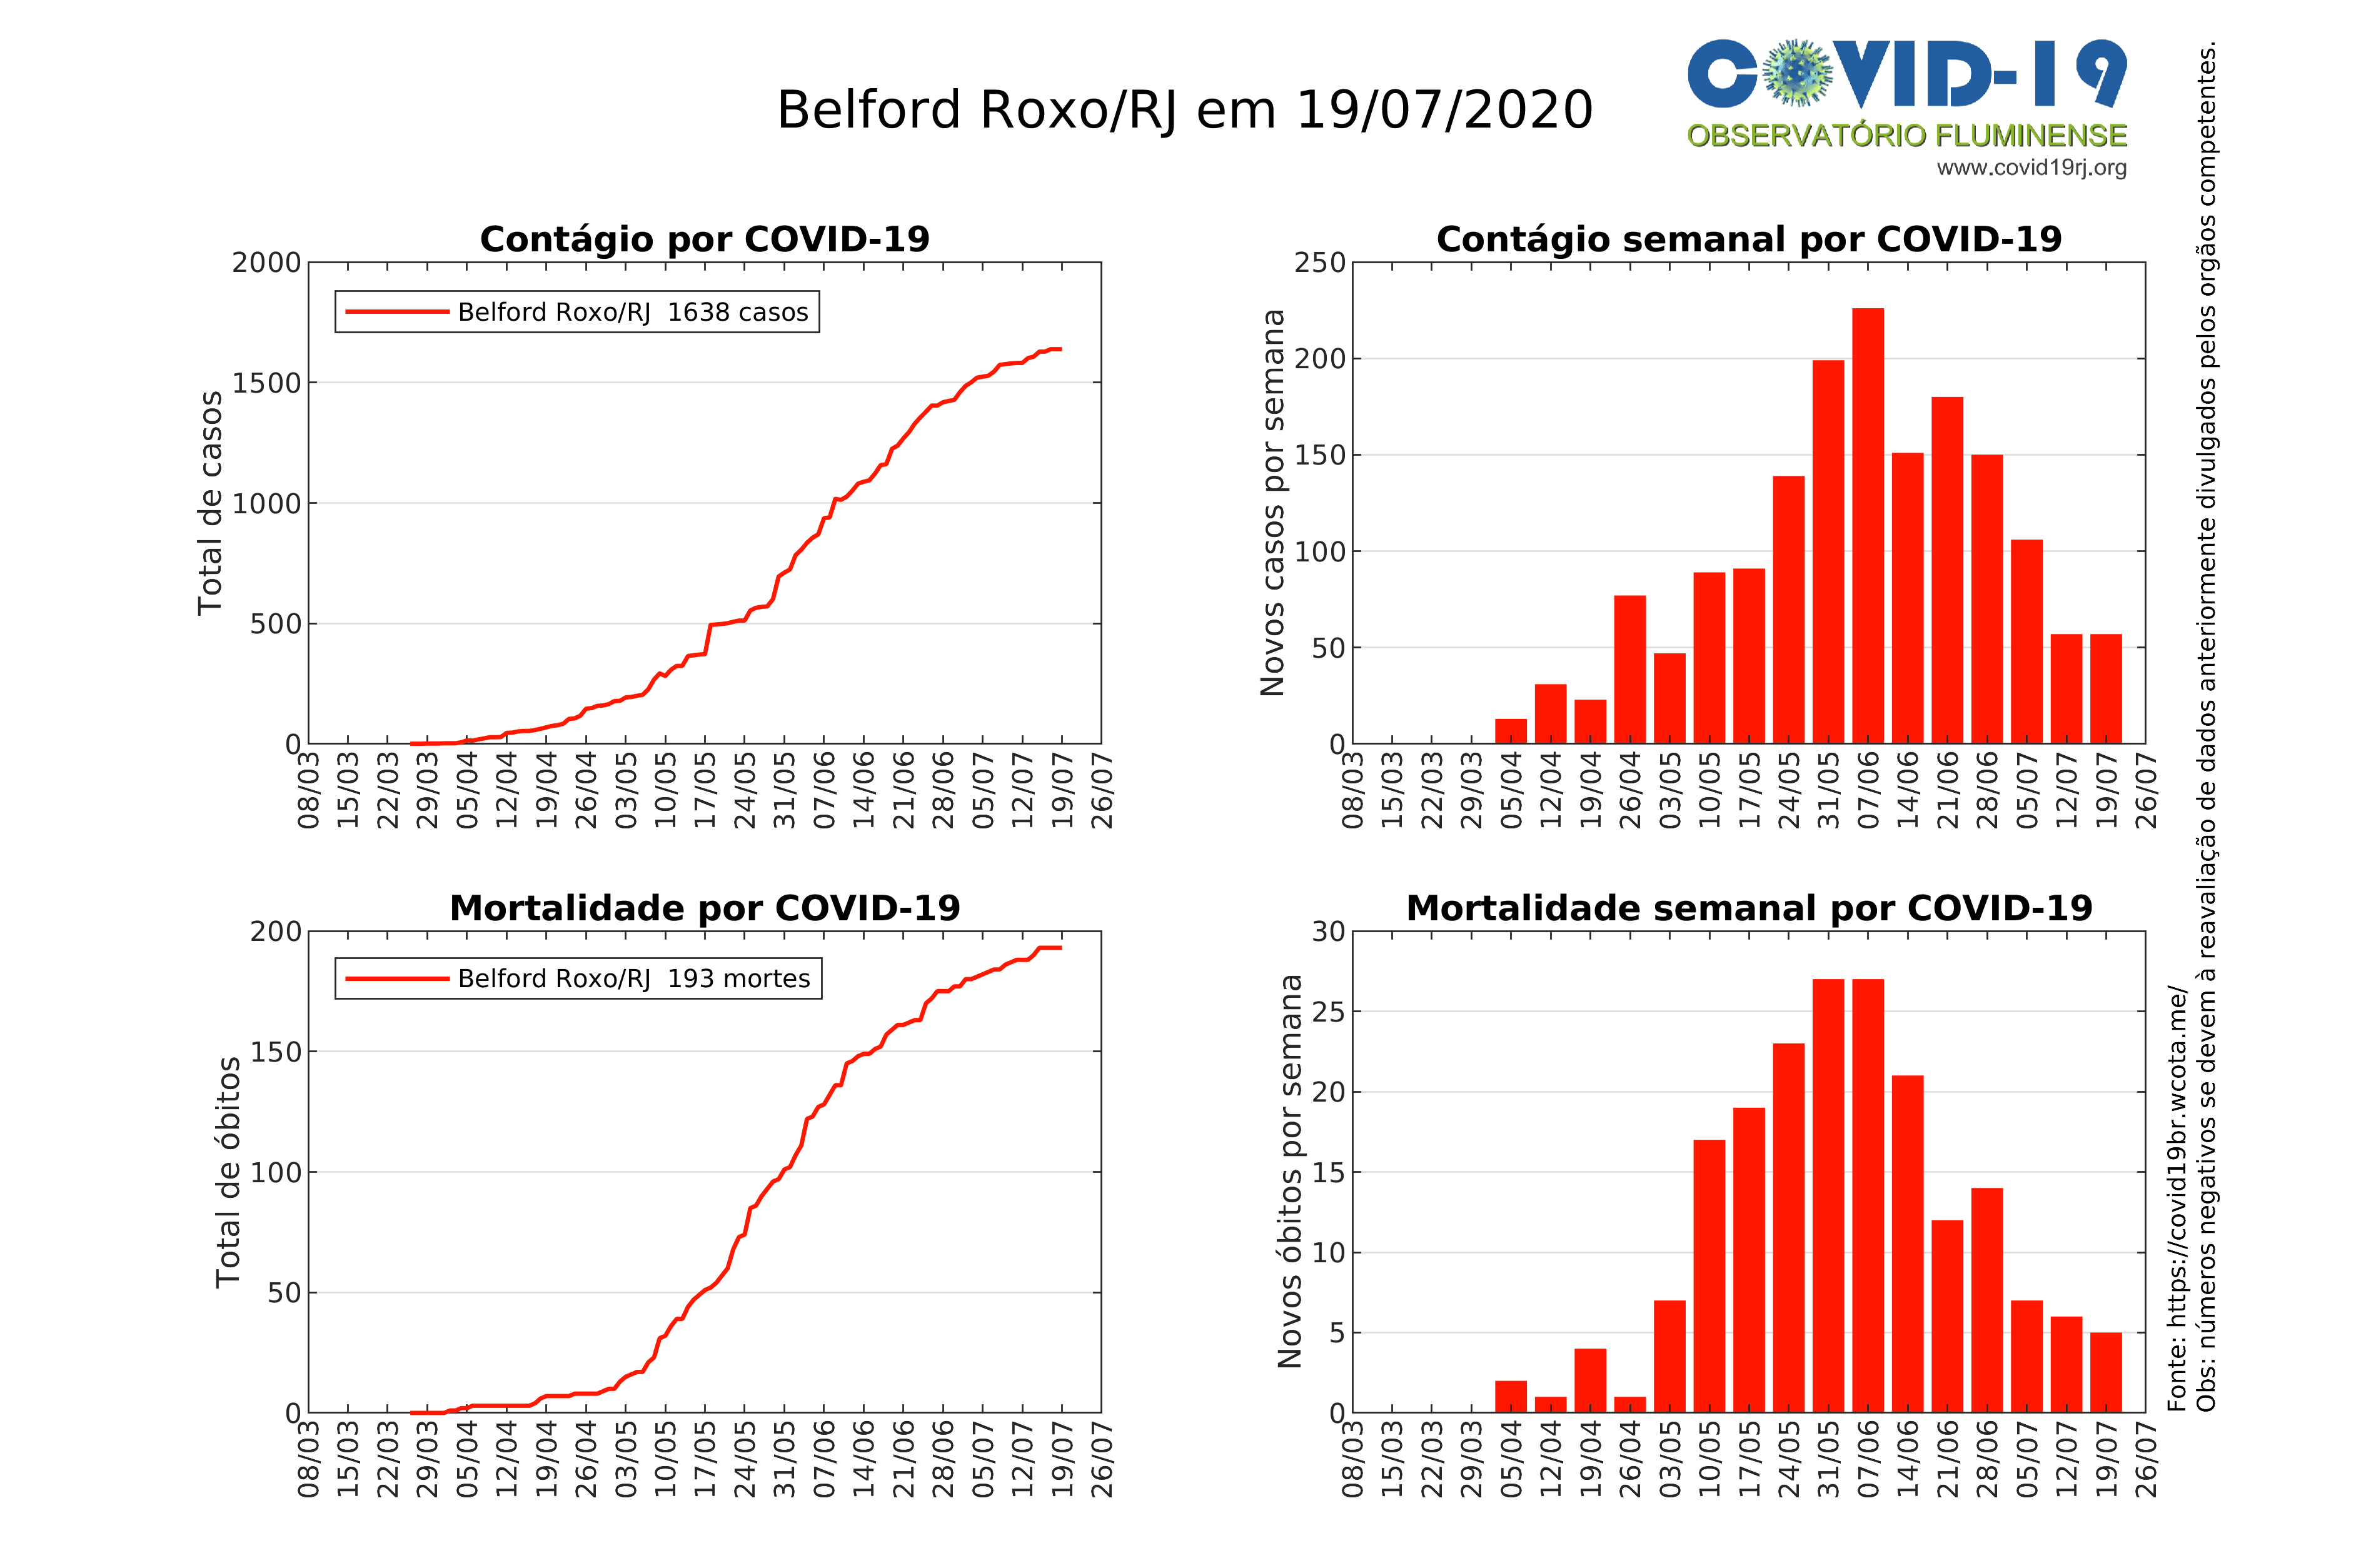 Belford Roxo/RJ em 19/07/2020
COVID-19
OBSERVATÓRIO FLUMINENSE
www.covid19rj.org
Contágio por COVID-19
Total de casos
2000
1500
1000
500
0
Belford Roxo/RJ 1638 casos
08/03 15/03 22/03 29/03 05/04 12/04 19/04 26/04 03/05 10/05 17/05 24/05 31/05 07/06 14/06 21/06 28/06 05/07 12/07 19/07 26/07
Contágio semanal por COVID-19
Novos casos por semana
250
200
150
100
50
0
08/03 15/03 22/03 29/03 05/04 12/04 19/04 26/04 03/05 10/05 17/05 24/05 31/05 07/06 14/06 21/06 28/06 05/07 12/07 19/07 26/07
Mortalidade por COVID-19
Total de óbitos
200
150
100
50
0
Belford Roxo/RJ 193 mortes
08/03 15/03 22/03 29/03 05/04 12/04 19/04 26/04 03/05 10/05 17/05 24/05 31/05 07/06 14/06 21/06 28/06 05/07 12/07 19/07 26/07
Mortalidade semanal por COVID-19
Novos óbitos por semana
30
25
20
15
10
5
0
08/03 15/03 22/03 29/03 05/04 12/04 19/04 26/04 03/05 10/05 17/05 24/05 31/05 07/06 14/06 21/06 28/06 05/07 12/07 19/07 26/07
Fonte: https://covid19br.wcota.me/
Obs: números negativos se devem à reavaliação de dados anteriormente divulgados pelos orgãos competentes.